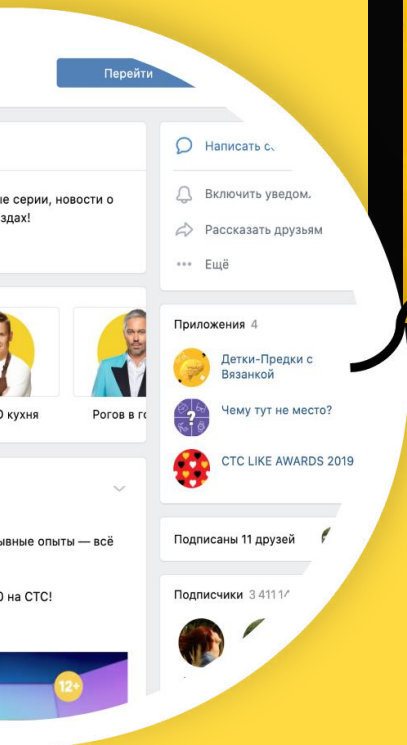 Перейти
Написать
ые серии, новости о
здах!
Включить уведом
Рассказать друзьям
Ещё
Приложения 4
Детки-Предки с
Вязанкой
Чему тут не место?
СТС LIKE AWARDS 2019
О кухня
Рогов в го
ывные опыты — всё
0 на СТС!
Подписаны 11 друзей
Подписчики 3 411 1
12+